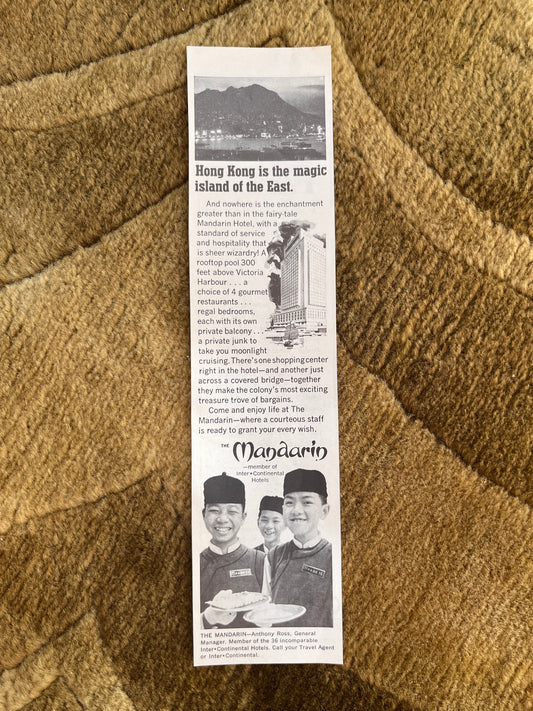 Hong Kong is the magic
island of the East.
And nowhere is the enchantment
greater than in the fairy-tale
Mandarin Hotel, with a
standard of service
and hospitality that
is sheer wizardry! A
rooftop pool 300
feet above Victoria
Harbour . . . a
choice of 4 gourmet
restaurants . . .
regal bedrooms,
each with its own
private balcony . . .
a private junk to
take you moonlight
cruising. There's one shopping center
right in the hotel—and another just
across a covered bridge—together
they make the colony's most exciting
treasure trove of bargains.
Come and enjoy life at The
Mandarin—where a courteous staff
is ready to grant your every wish.
THE Mandarin
—member of
Inter•Continental
Hotels
THE MANDARIN—Anthony Ross, General
Manager. Member of the 36 incomparable
Inter•Continental Hotels. Call your Travel Agent
or Inter-Continental.